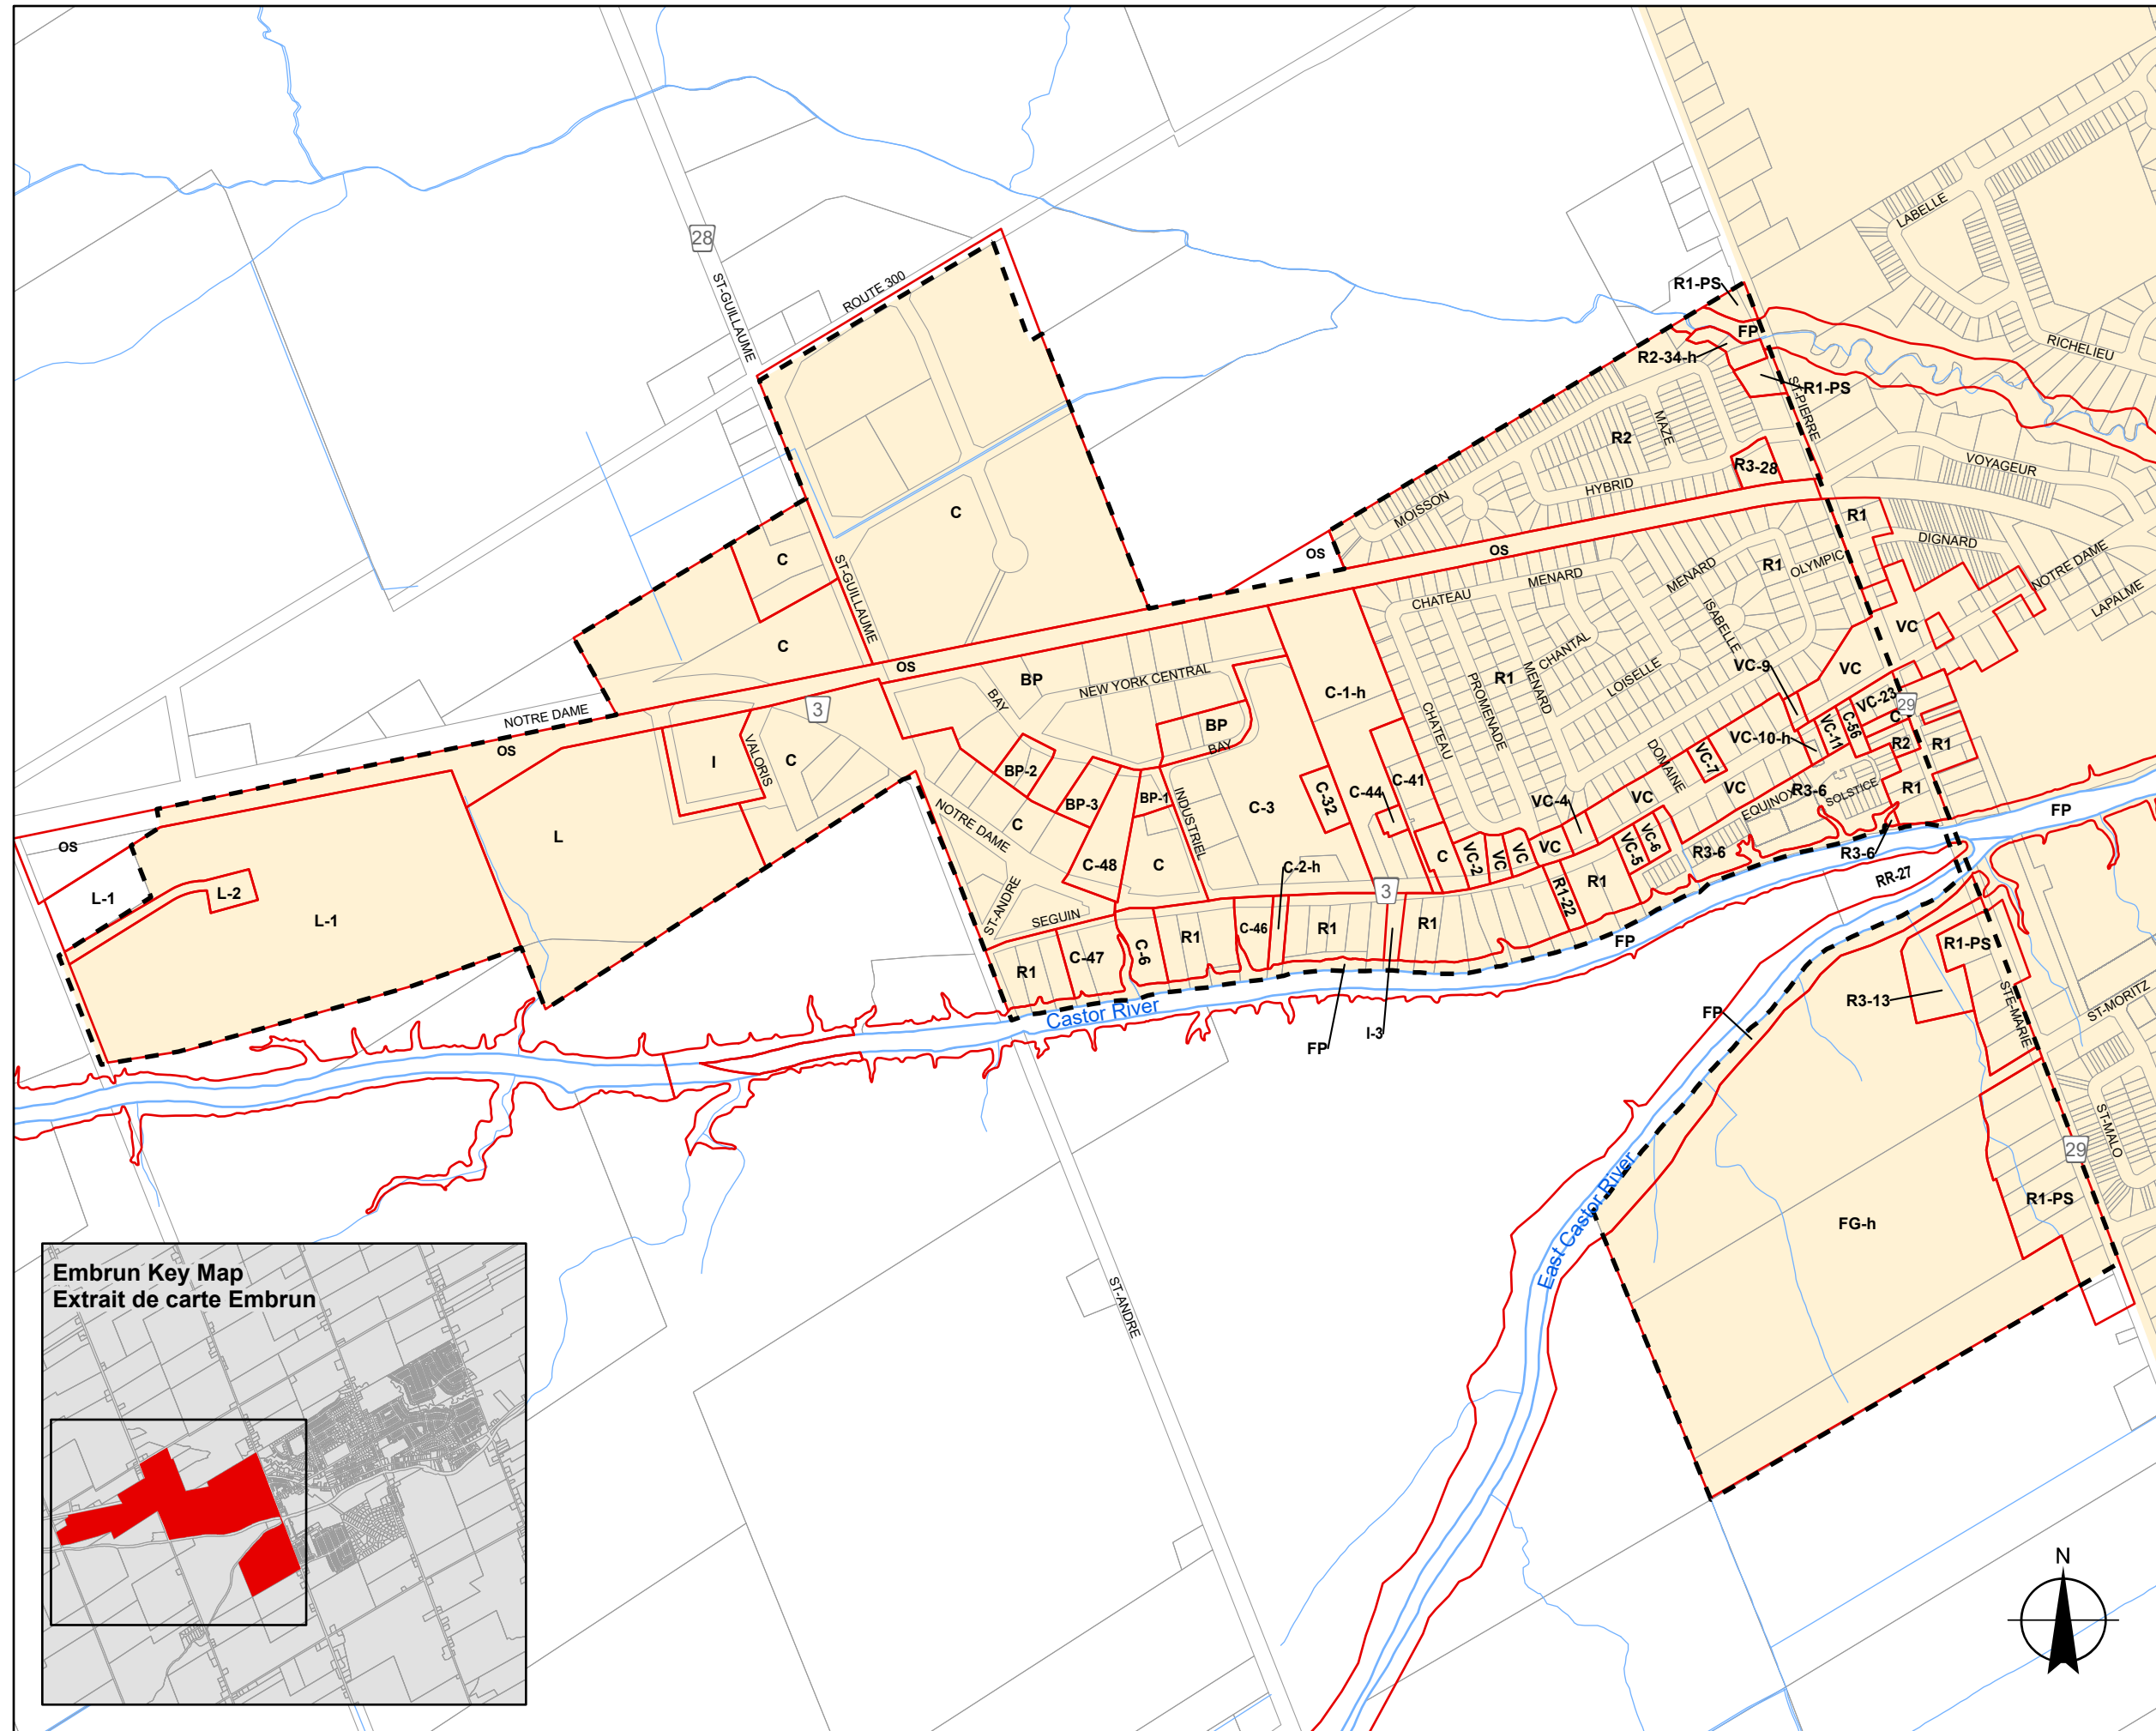 LABELLE
28
ST-GUILLAUME
ROUTE 300
R1-PS
FP
RICHELIEU
R2-34-h
ST-PIERRE
R1-PS
MAZE
R2
VOYAGEUR
R3-28
HYBRID
MOISSON
C
R1
DIGNARD
OS
OS
NOTRE DAME
C
ST-GUILLAUME
MENARD
MENARD
R1
OLYMPIC
CHATEAU
LAPALME
ISABELLE
VC
C
CHANTAL
OS
VC-9
VC
BP
NEW YORK CENTRAL
R1
MENARD
LOISELLE
C-1-h
PROMENADE
BAY
VC-23
29
3
NOTRE DAME
C
BP
CHATEAU
VC-11
C-56
VC-10-h
R2
R1
OS
BAY
DOMAINE
I
VALORIS
C
BP-2
VC-7
C-41
C-44
R3-6
SOLSTICE
R1
VC
VC
EQUINOX
BP-3
BP-1
C-32
C-3
VC-4
FP
NOTRE DAME
C
INDUSTRIEL
L
OS
C
VC-2
VC
VC
VC
VC-5
VC-6
R3-6
R3-6
C-48
C
C-2-h
3
R1-22
R1
RR-27
L-1
L-2
ST-ANDRE
SEGUIN
L-1
C-46
R1
R1
R1
C-6
FP
R1-PS
R1
C-47
STE-MARIE
R3-13
ST-MORITZ
Castor River
FP
I-3
FP
ST-MALO
29
East Castor River
R1-PS
FG-h
ST-ANDRE
Embrun Key Map
Extrait de carte Embrun
N